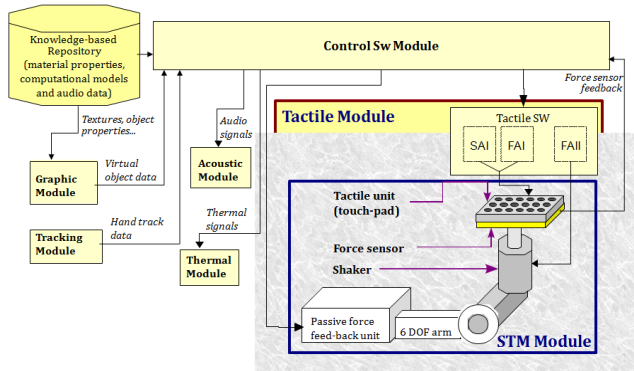 Knowledge-based
Repository
(material properties,
computational models
and audio data)
Control Sw Module
Force sensor
feedback
Textures, object
properties...
Audio
signals
Tactile Module
Tactile SW
SAI
FAI
FAII
Graphic
Module
Virtual
object data
Acoustic
Module
Tactile unit
(touch-pad)
Tracking
Module
Hand track
data
Thermal
signals
Thermal
Module
Force sensor
Shaker
Passive force
feed-back unit
6 DOF arm
STM Module